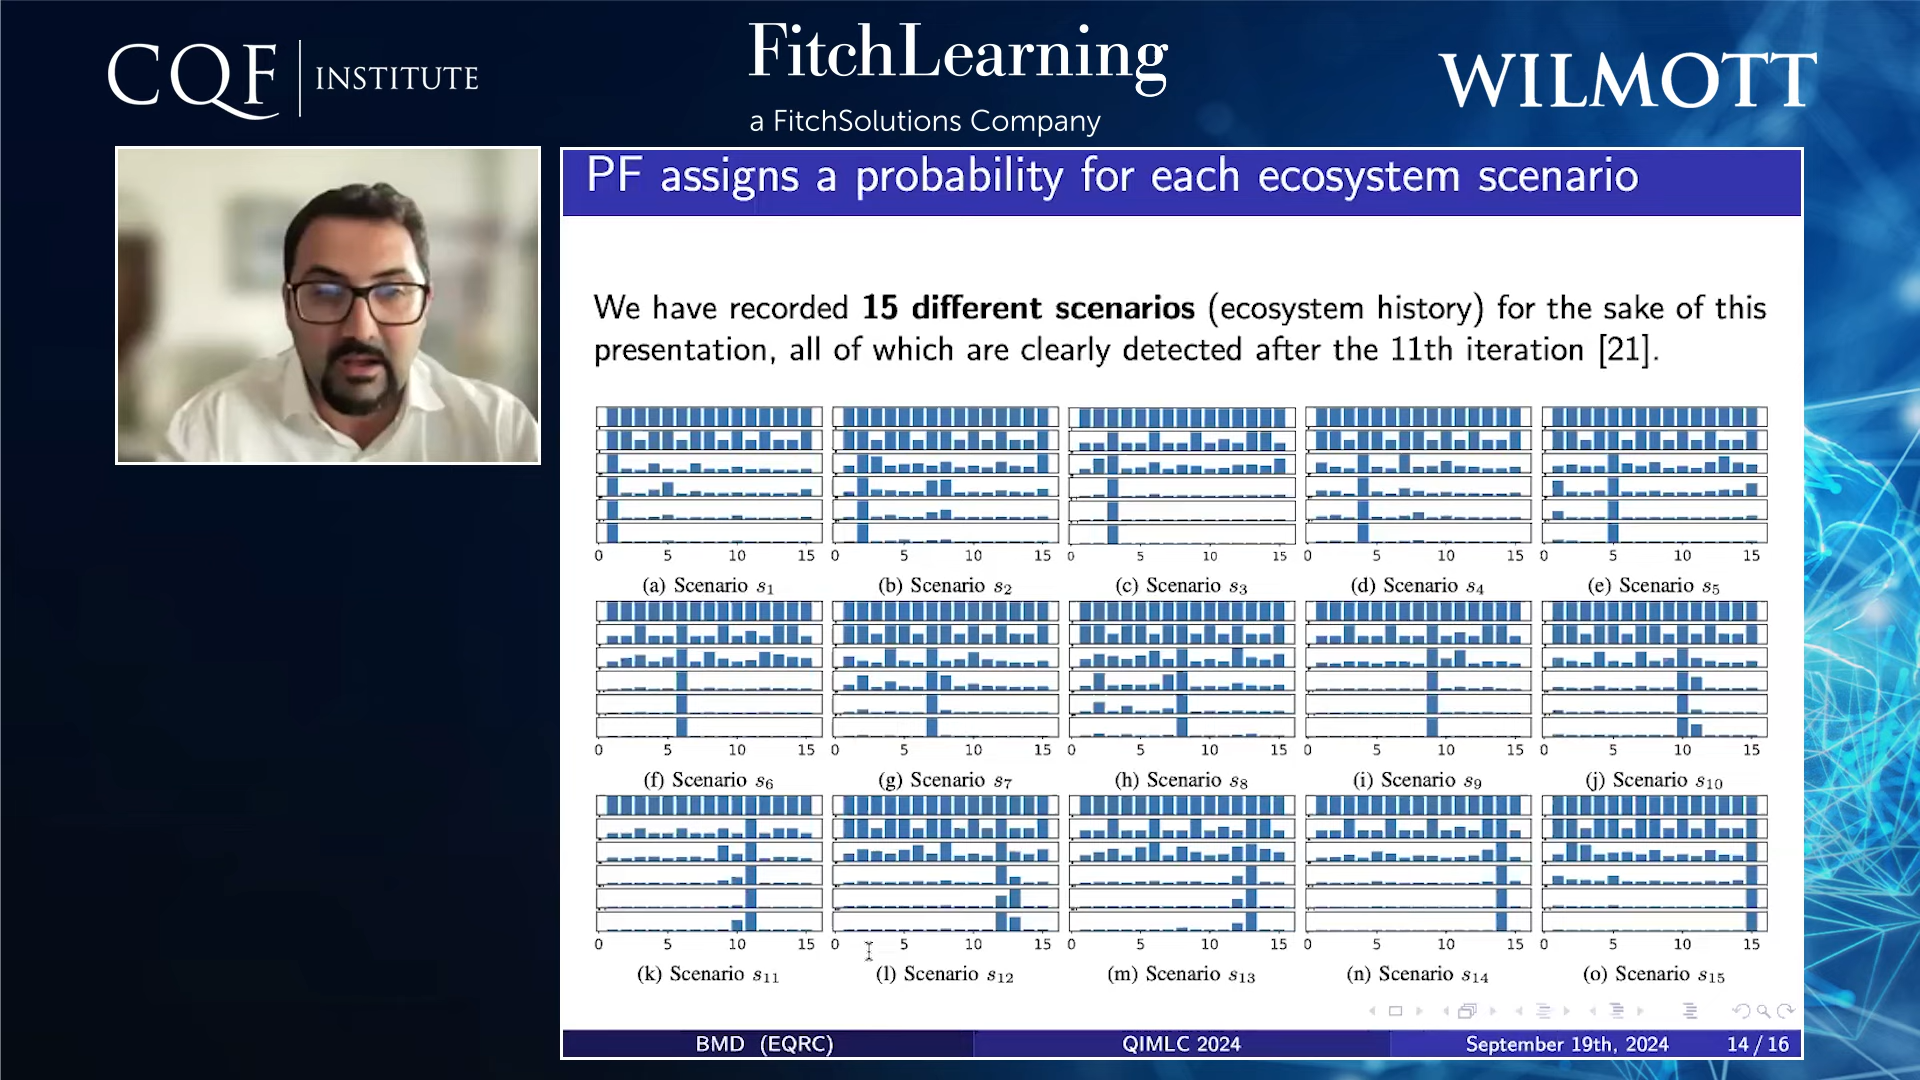 CQF INSTITUTE
FitchLearning
a FitchSolutions Company
WILMOTT
PF assigns a probability for each ecosystem scenario
We have recorded 15 different scenarios (ecosystem history) for the sake of this
presentation, all of which are clearly detected after the 11th iteration [21].
0 5 10 15 0 5 10 15 0 5 10 15 0 5 10 15 0 5 10 15
(a) Scenario s1 (b) Scenario s2 (c) Scenario s3 (d) Scenario s4 (e) Scenario s5
0 5 10 15 0 5 10 15 0 5 10 15 0 5 10 15 0 5 10 15
(f) Scenario s6 (g) Scenario s7 (h) Scenario s8 (i) Scenario s9 (j) Scenario s10
0 5 10 15 0 5 10 15 0 5 10 15 0 5 10 15 0 5 10 15
(k) Scenario s11 (l) Scenario s12 (m) Scenario s13 (n) Scenario s14 (o) Scenario s15
BMD (EQRC) QIMLC 2024 September 19th, 2024 14 / 16